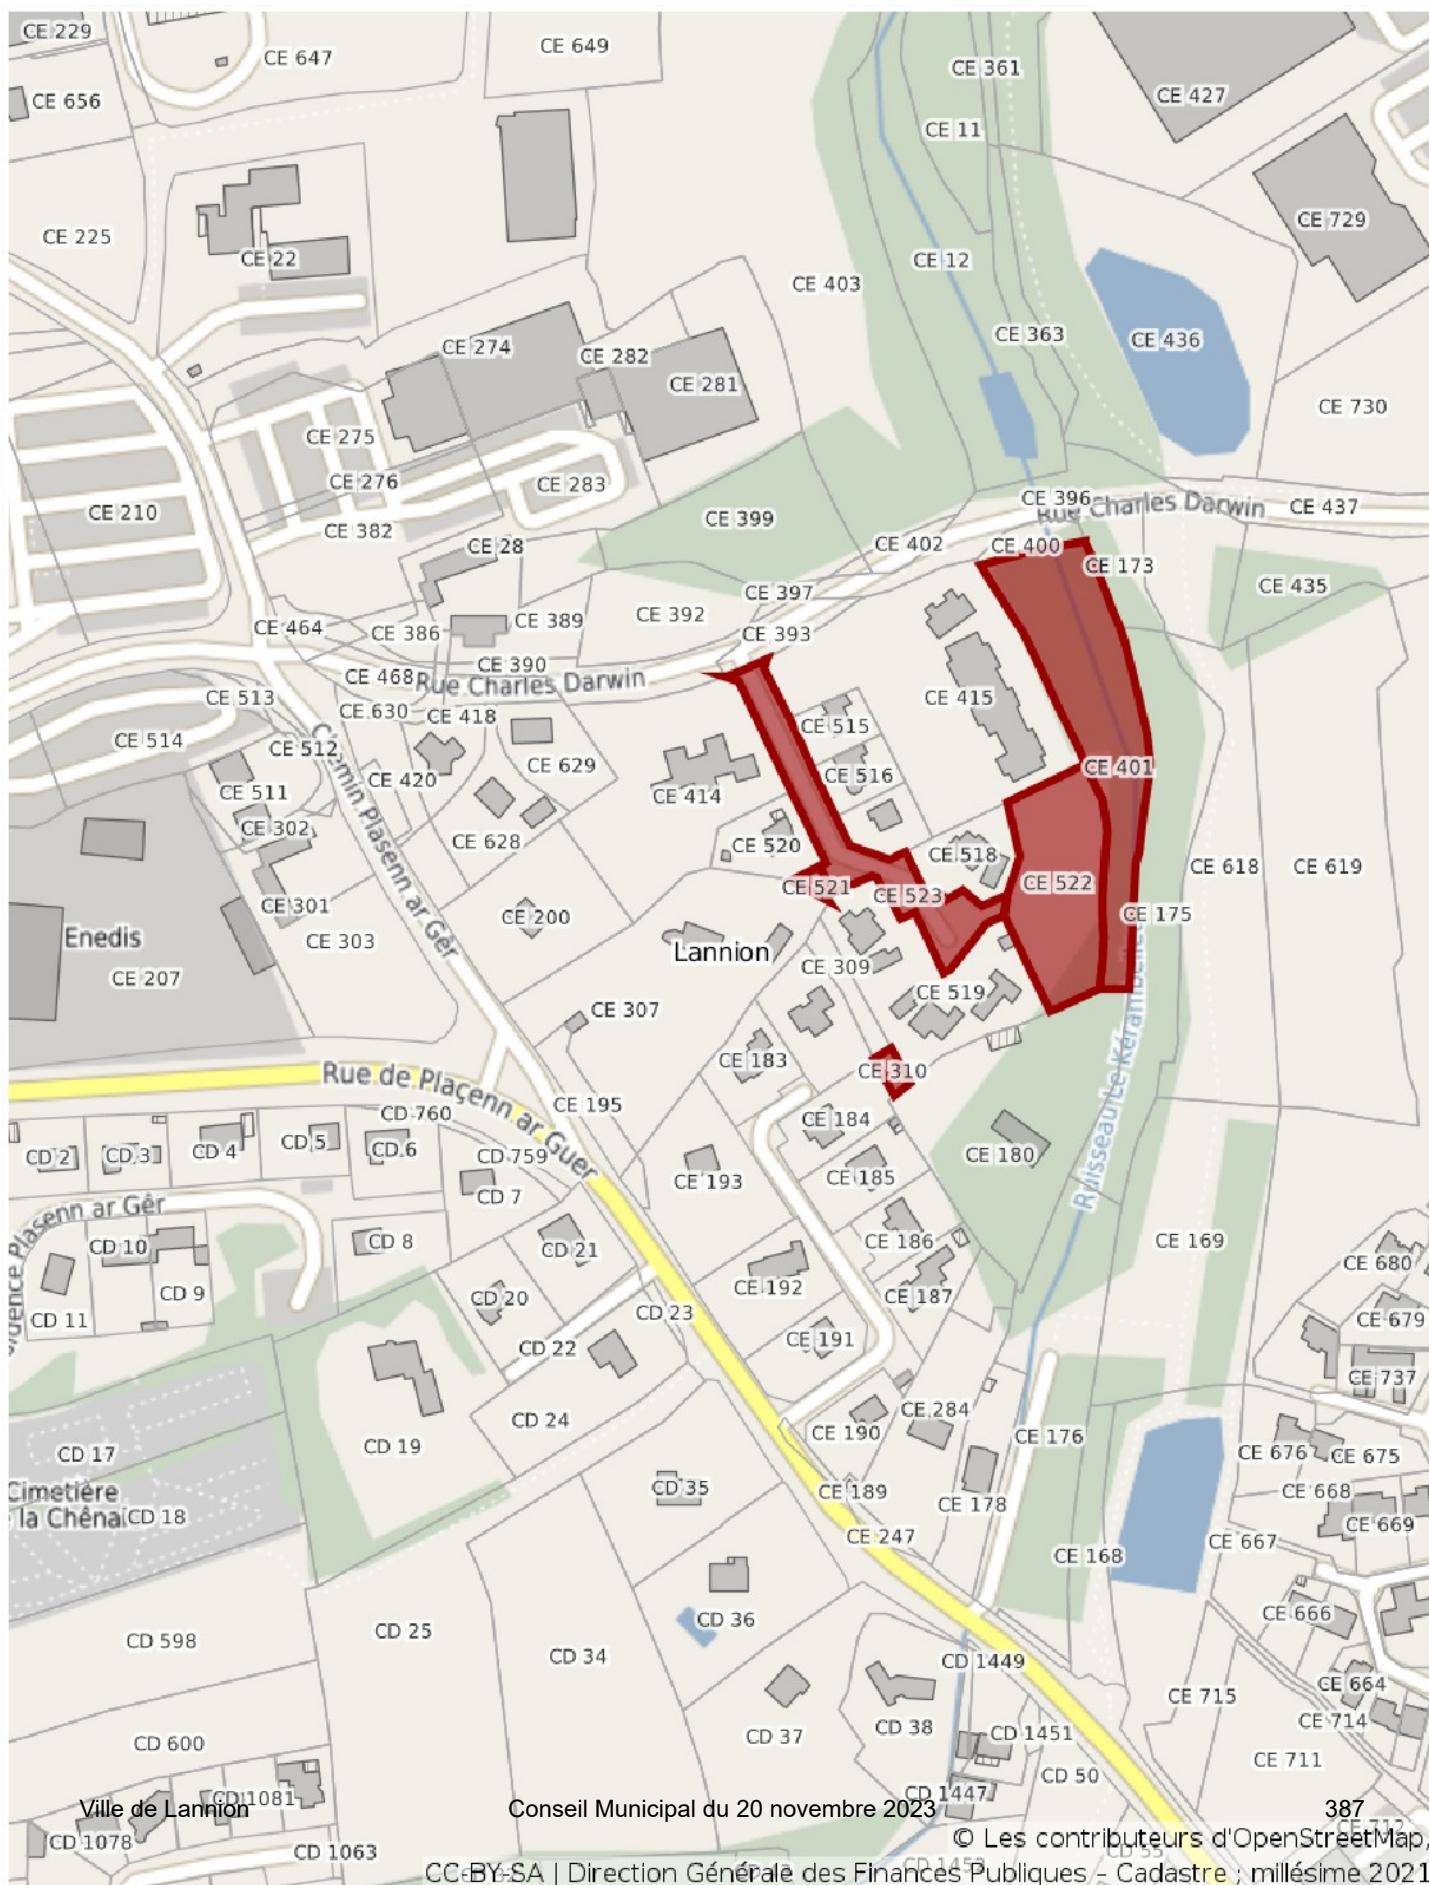 CE 229
CE 647
CE 649
CE 361
CE 656
CE 427
CE 11
CE 729
CE 225
CE 22
CE 12
CE 403
CE 363
CE 436
CE 274
CE 282
CE 281
CE 730
CE 275
CE 276
CE 283
CE 210
CE 399
CE 396
Rue Charles Darwin
CE 437
CE 382
CE 28
CE 402
CE 400
CE 173
CE 435
CE 397
CE 392
CE 464
CE 386
CE 389
CE 393
CE 390
CE 468
Rue Charles Darwin
CE 513
CE 630
CE 418
CE 415
CE 515
CE 514
CE 512
Chemin Plasenn ar Gêr
CE 420
CE 629
CE 516
CE 401
CE 511
CE 414
CE 302
CE 628
CE 520
CE 518
CE 618
CE 619
CE 522
CE 521
CE 523
CE 301
CE 200
CE 175
Enedis
CE 303
Lannion
CE 207
CE 309
CE 519
CE 307
CE 183
CE 310
Rue de Plaçenn ar Guer
CE 195
CD 760
CE 184
Ruisseau Le
CD 2
CD 3
CD 4
CD 5
CD 6
CD 759
CE 180
CE 193
CE 185
CD 7
Plasenn ar Gêr
CD 10
CD 8
CD 21
CE 186
CE 169
CE 680
CE 192
CE 187
CD 9
CD 20
CD 11
CD 23
CE 679
CD 22
CE 191
CE 737
CE 284
CD 24
CE 190
CE 176
CD 17
CD 19
CE 676
CE 675
CD 35
CE 189
CE 668
Cimetière
la Chênaie
CD 18
CE 178
CE 669
CE 247
CE 667
CE 168
CE 666
CD 36
CD 598
CD 25
CD 34
CD 1449
CE 664
CE 715
CE 714
CD 37
CD 38
CD 1451
CD 600
CE 711
CD 50
CD 1447
CD 1081
Ville de Lannion
Conseil Municipal du 20 novembre 2023
387
CE 712
CD 1078
CD 1063
CD 55
© Les contributeurs d'OpenStreetMap,
CC-BY-SA | Direction Générale des Finances Publiques - Cadastre ; millésime 2021